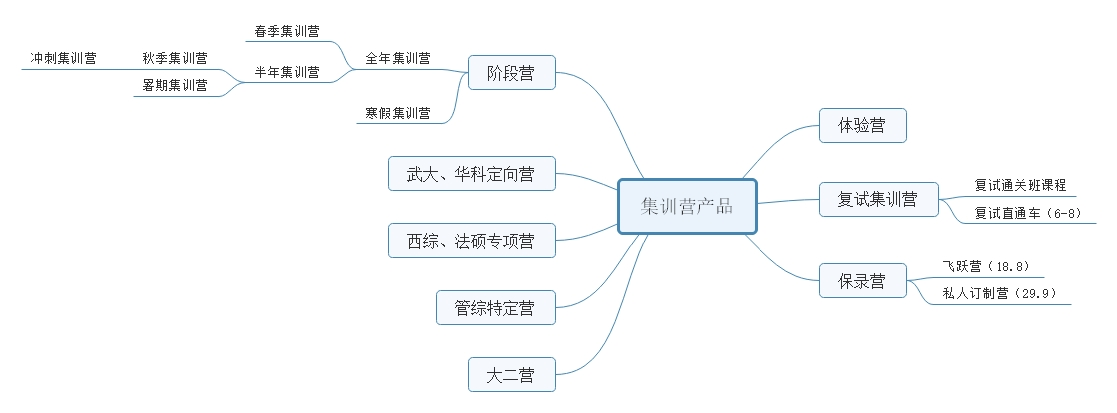 春季集训营
冲刺集训营
秋季集训营
全年集训营
半年集训营
暑期集训营
阶段营
寒假集训营
武大、华科定向营
西综、法硕专项营
管综特定营
大二营
集训营产品
体验营
复试集训营
复试通关班课程
复试直通车（6-8）
保录营
飞跃营（18.8）
私人订制营（29.9）